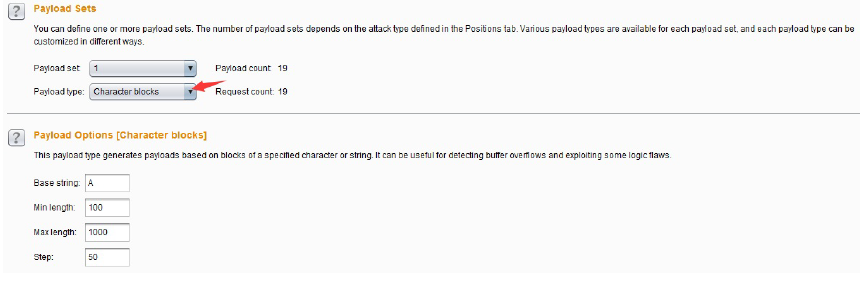 Payload Sets
You can define one or more payload sets. The number of payload sets depends on the attack type defined in the Positions tab. Various payload types are available for each payload set, and each payload type can be
customized in different ways.
Payload set: 1 Payload count: 19
Payload type: Character blocks Request count: 19
Payload Options [Character blocks]
This payload type generates payloads based on blocks of a specified character or string. It can be useful for detecting buffer overflows and exploiting some logic flaws.
Base string: A
Min length: 100
Max length: 1000
Step: 50